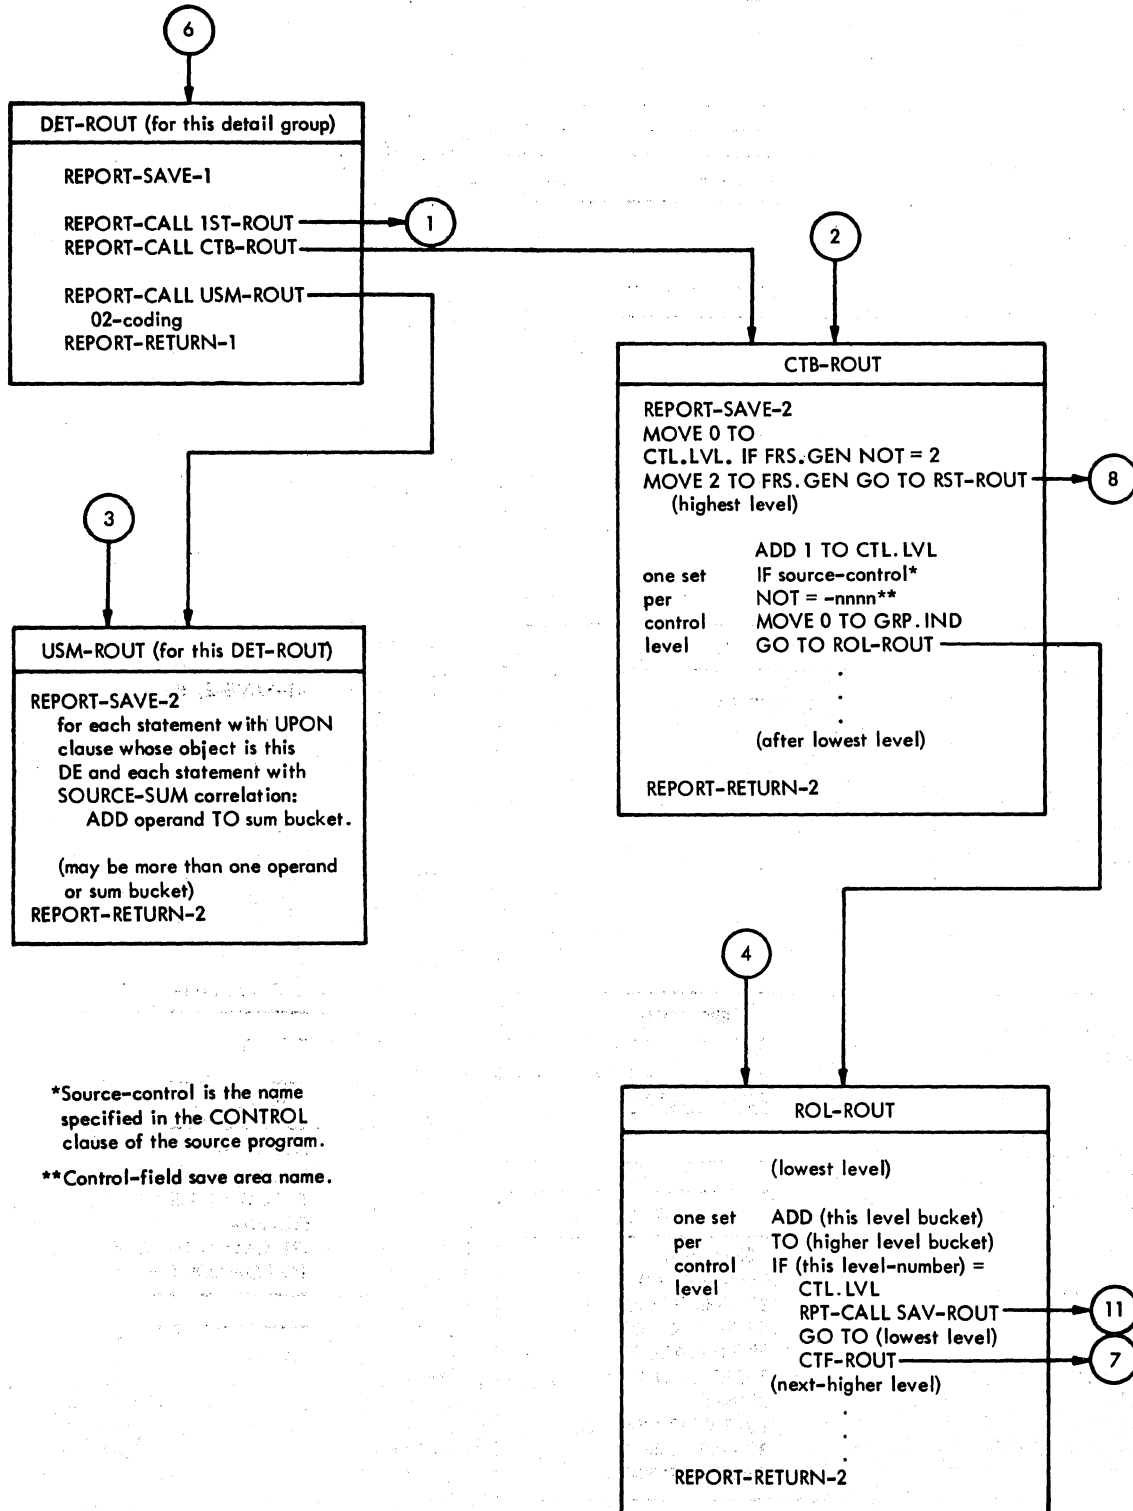 6
DET-ROUT (for this detail group)
REPORT-SAVE-1
REPORT-CALL 1ST-ROUT
1
REPORT-CALL CTB-ROUT
REPORT-CALL USM-ROUT
02-coding
REPORT-RETURN-1
2
CTB-ROUT
REPORT-SAVE-2
MOVE 0 TO
CTL.LVL. IF FRS.GEN NOT = 2
MOVE 2 TO FRS.GEN GO TO RST-ROUT
8
(highest level)
ADD 1 TO CTL.LVL
one set IF source-control*
per NOT = -nnnn**
control MOVE 0 TO GRP.IND
level GO TO ROL-ROUT
.
.
.
(after lowest level)
REPORT-RETURN-2
3
USM-ROUT (for this DET-ROUT)
REPORT-SAVE-2
for each statement with UPON
clause whose object is this
DE and each statement with
SOURCE-SUM correlation:
ADD operand TO sum bucket.
(may be more than one operand
or sum bucket)
REPORT-RETURN-2
*Source-control is the name
specified in the CONTROL
clause of the source program.
**Control-field save area name.
4
ROL-ROUT
(lowest level)
one set ADD (this level bucket)
per TO (higher level bucket)
control IF (this level-number) =
level CTL.LVL
RPT-CALL SAV-ROUT
11
GO TO (lowest level)
CTF-ROUT
7
(next-higher level)
.
.
.
REPORT-RETURN-2